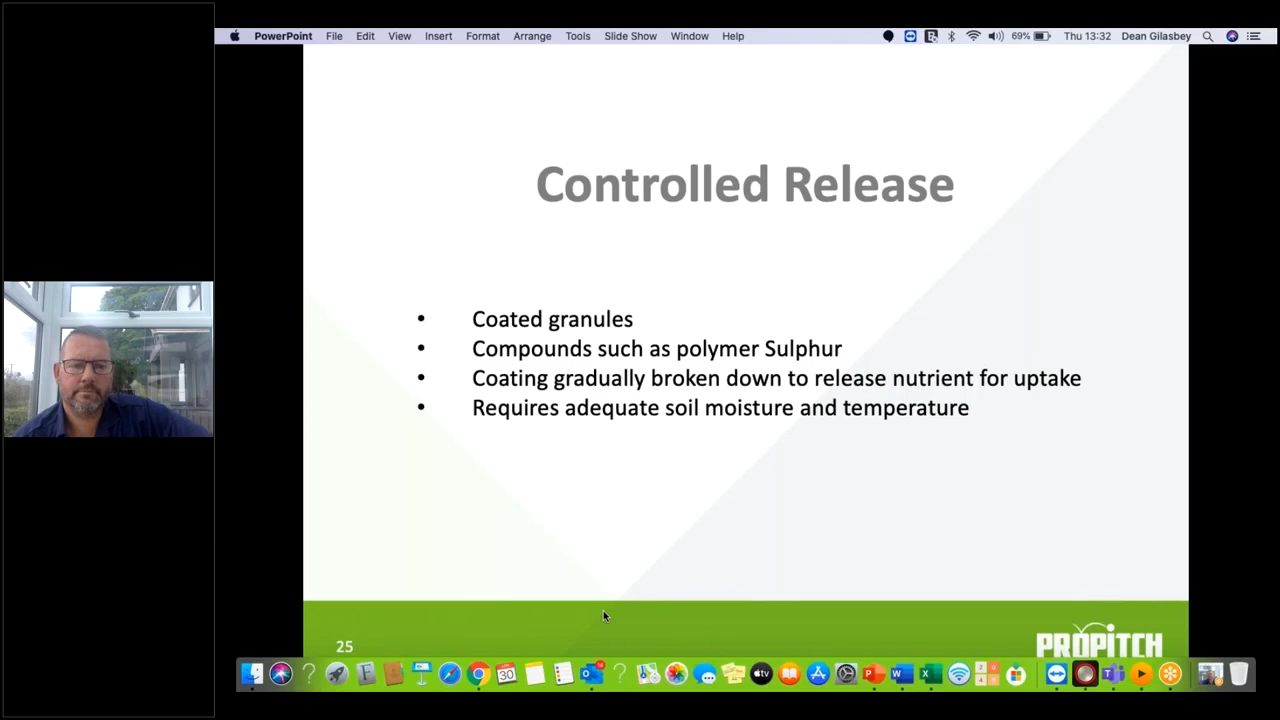 PowerPoint File Edit View Insert Format Arrange Tools Slide Show Window Help 69% Thu 13:32 Dean Gilasbey
Controlled Release
• Coated granules
• Compounds such as polymer Sulphur
• Coating gradually broken down to release nutrient for uptake
• Requires adequate soil moisture and temperature
25
PROPITCH
30
tv